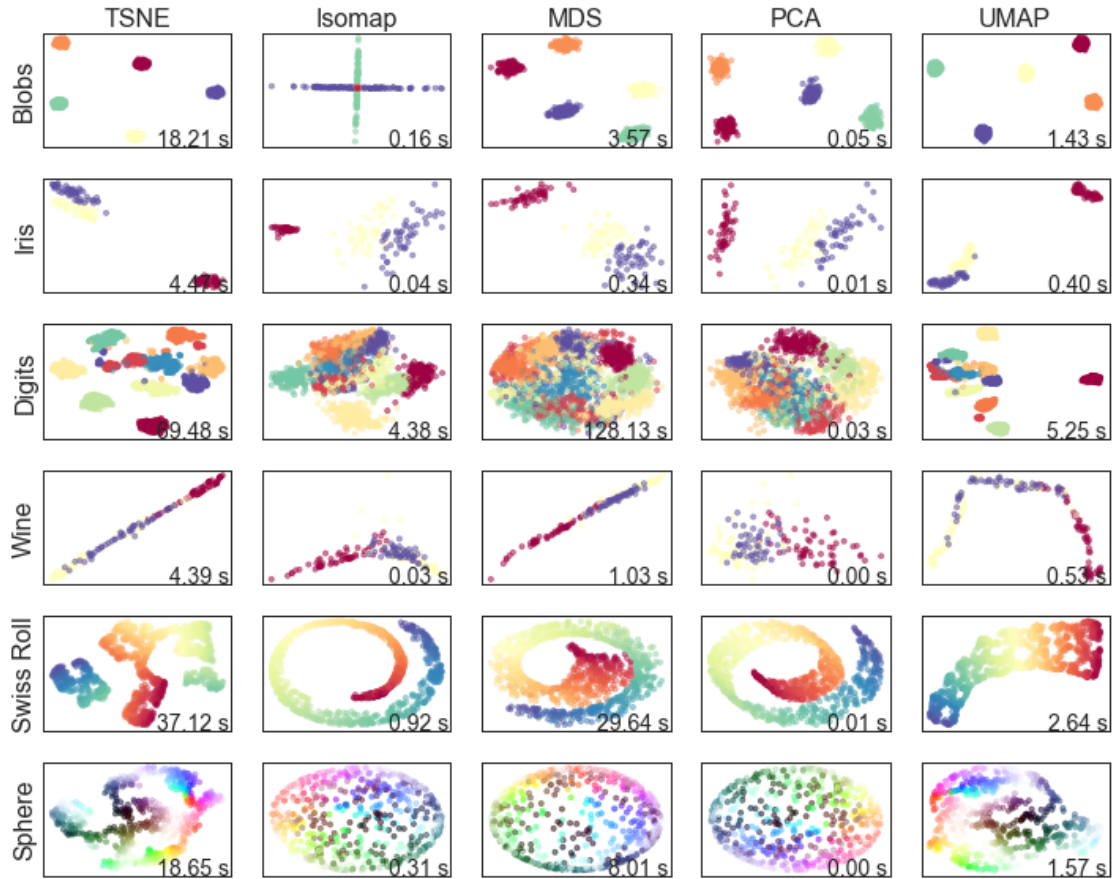 TSNE Isomap MDS PCA UMAP
Blobs 18.21 s 0.16 s 3.57 s 0.05 s 1.43 s
Iris 4.47 s 0.04 s 0.34 s 0.01 s 0.40 s
Digits 69.48 s 4.38 s 128.13 s 0.03 s 5.25 s
Wine 4.39 s 0.03 s 1.03 s 0.00 s 0.53 s
Swiss Roll 37.12 s 0.92 s 29.64 s 0.01 s 2.64 s
Sphere 18.65 s 0.31 s 8.01 s 0.00 s 1.57 s